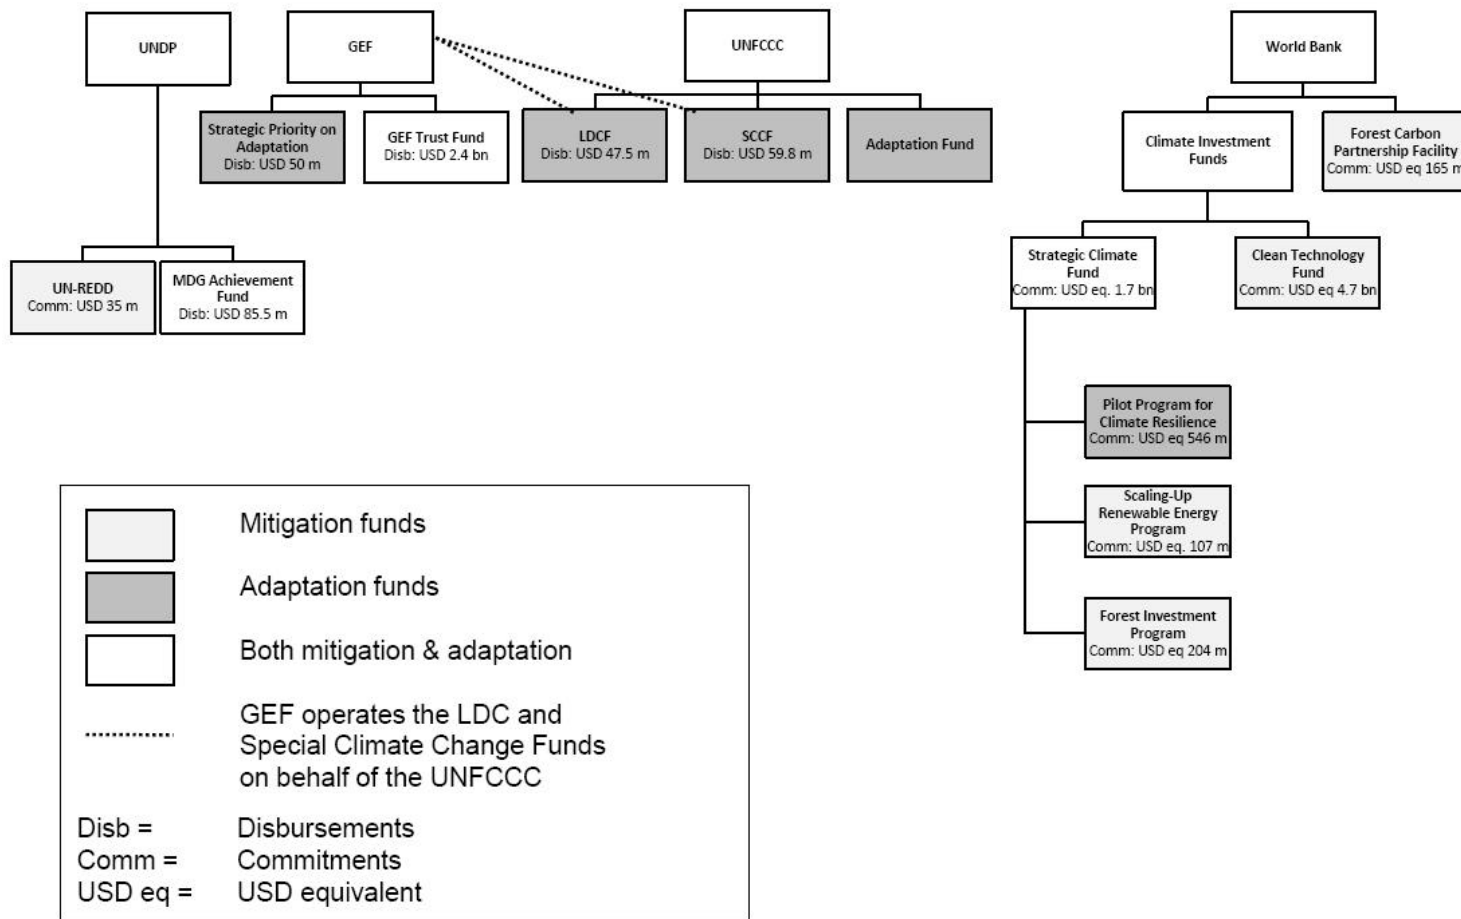 UNDP
GEF
UNFCCC
World Bank
Strategic Priority on
Adaptation
Disb: USD 50 m
GEF Trust Fund
Disb: USD 2.4 bn
LDCF
Disb: USD 47.5 m
SCCF
Disb: USD 59.8 m
Adaptation Fund
Climate Investment
Funds
Forest Carbon
Partnership Facility
Comm: USD eq 165 m
UN-REDD
Comm: USD 35 m
MDG Achievement
Fund
Disb: USD 85.5 m
Strategic Climate
Fund
Comm: USD eq. 1.7 bn
Clean Technology
Fund
Comm: USD eq 4.7 bn
Pilot Program for
Climate Resilience
Comm: USD eq 546 m
Scaling-Up
Renewable Energy
Program
Comm: USD eq. 107 m
Forest Investment
Program
Comm: USD eq 204 m
Mitigation funds
Adaptation funds
Both mitigation & adaptation
GEF operates the LDC and
Special Climate Change Funds
on behalf of the UNFCCC
Disb = Disbursements
Comm = Commitments
USD eq = USD equivalent